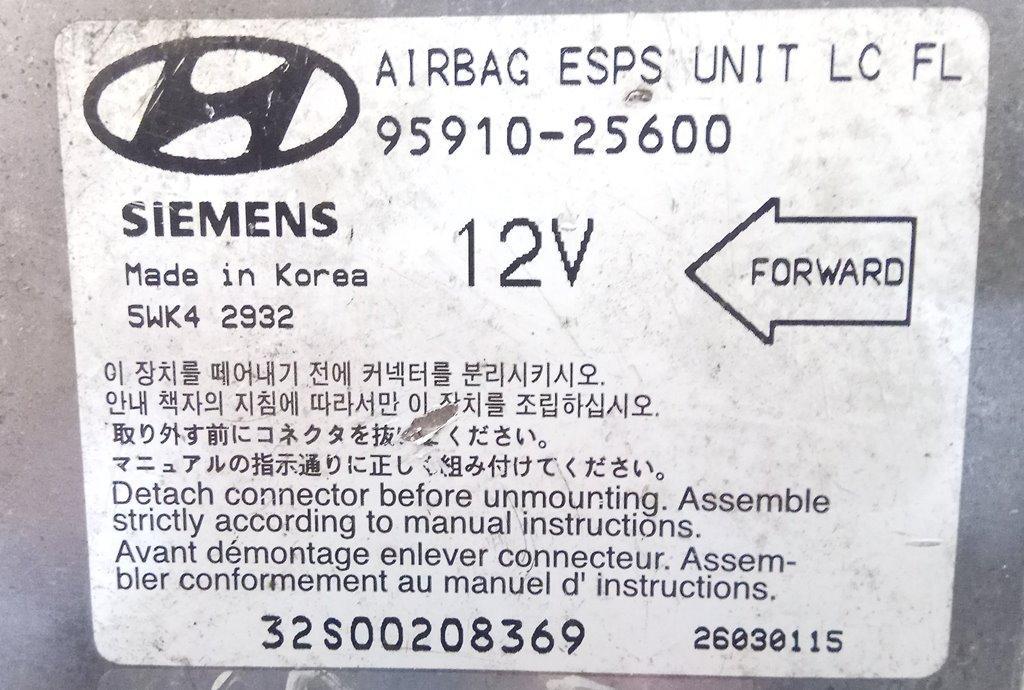 AIRBAG ESPS UNIT LC FL
95910-25600
SIEMENS
12V
FORWARD
Made in Korea
5WK4 2932
이 장치를 떼어내기 전에 커넥터를 분리시키시오.
안내 책자의 지침에 따라서만 이 장치를 조립하십시오.
取り外す前にコネクタを抜いてください。
マニュアルの指示通りに正しく組み付けてください。
Detach connector before unmounting. Assemble
strictly according to manual instructions.
Avant démontage enlever connecteur. Assem-
bler conformement au manuel d' instructions.
32S00208369
26030115